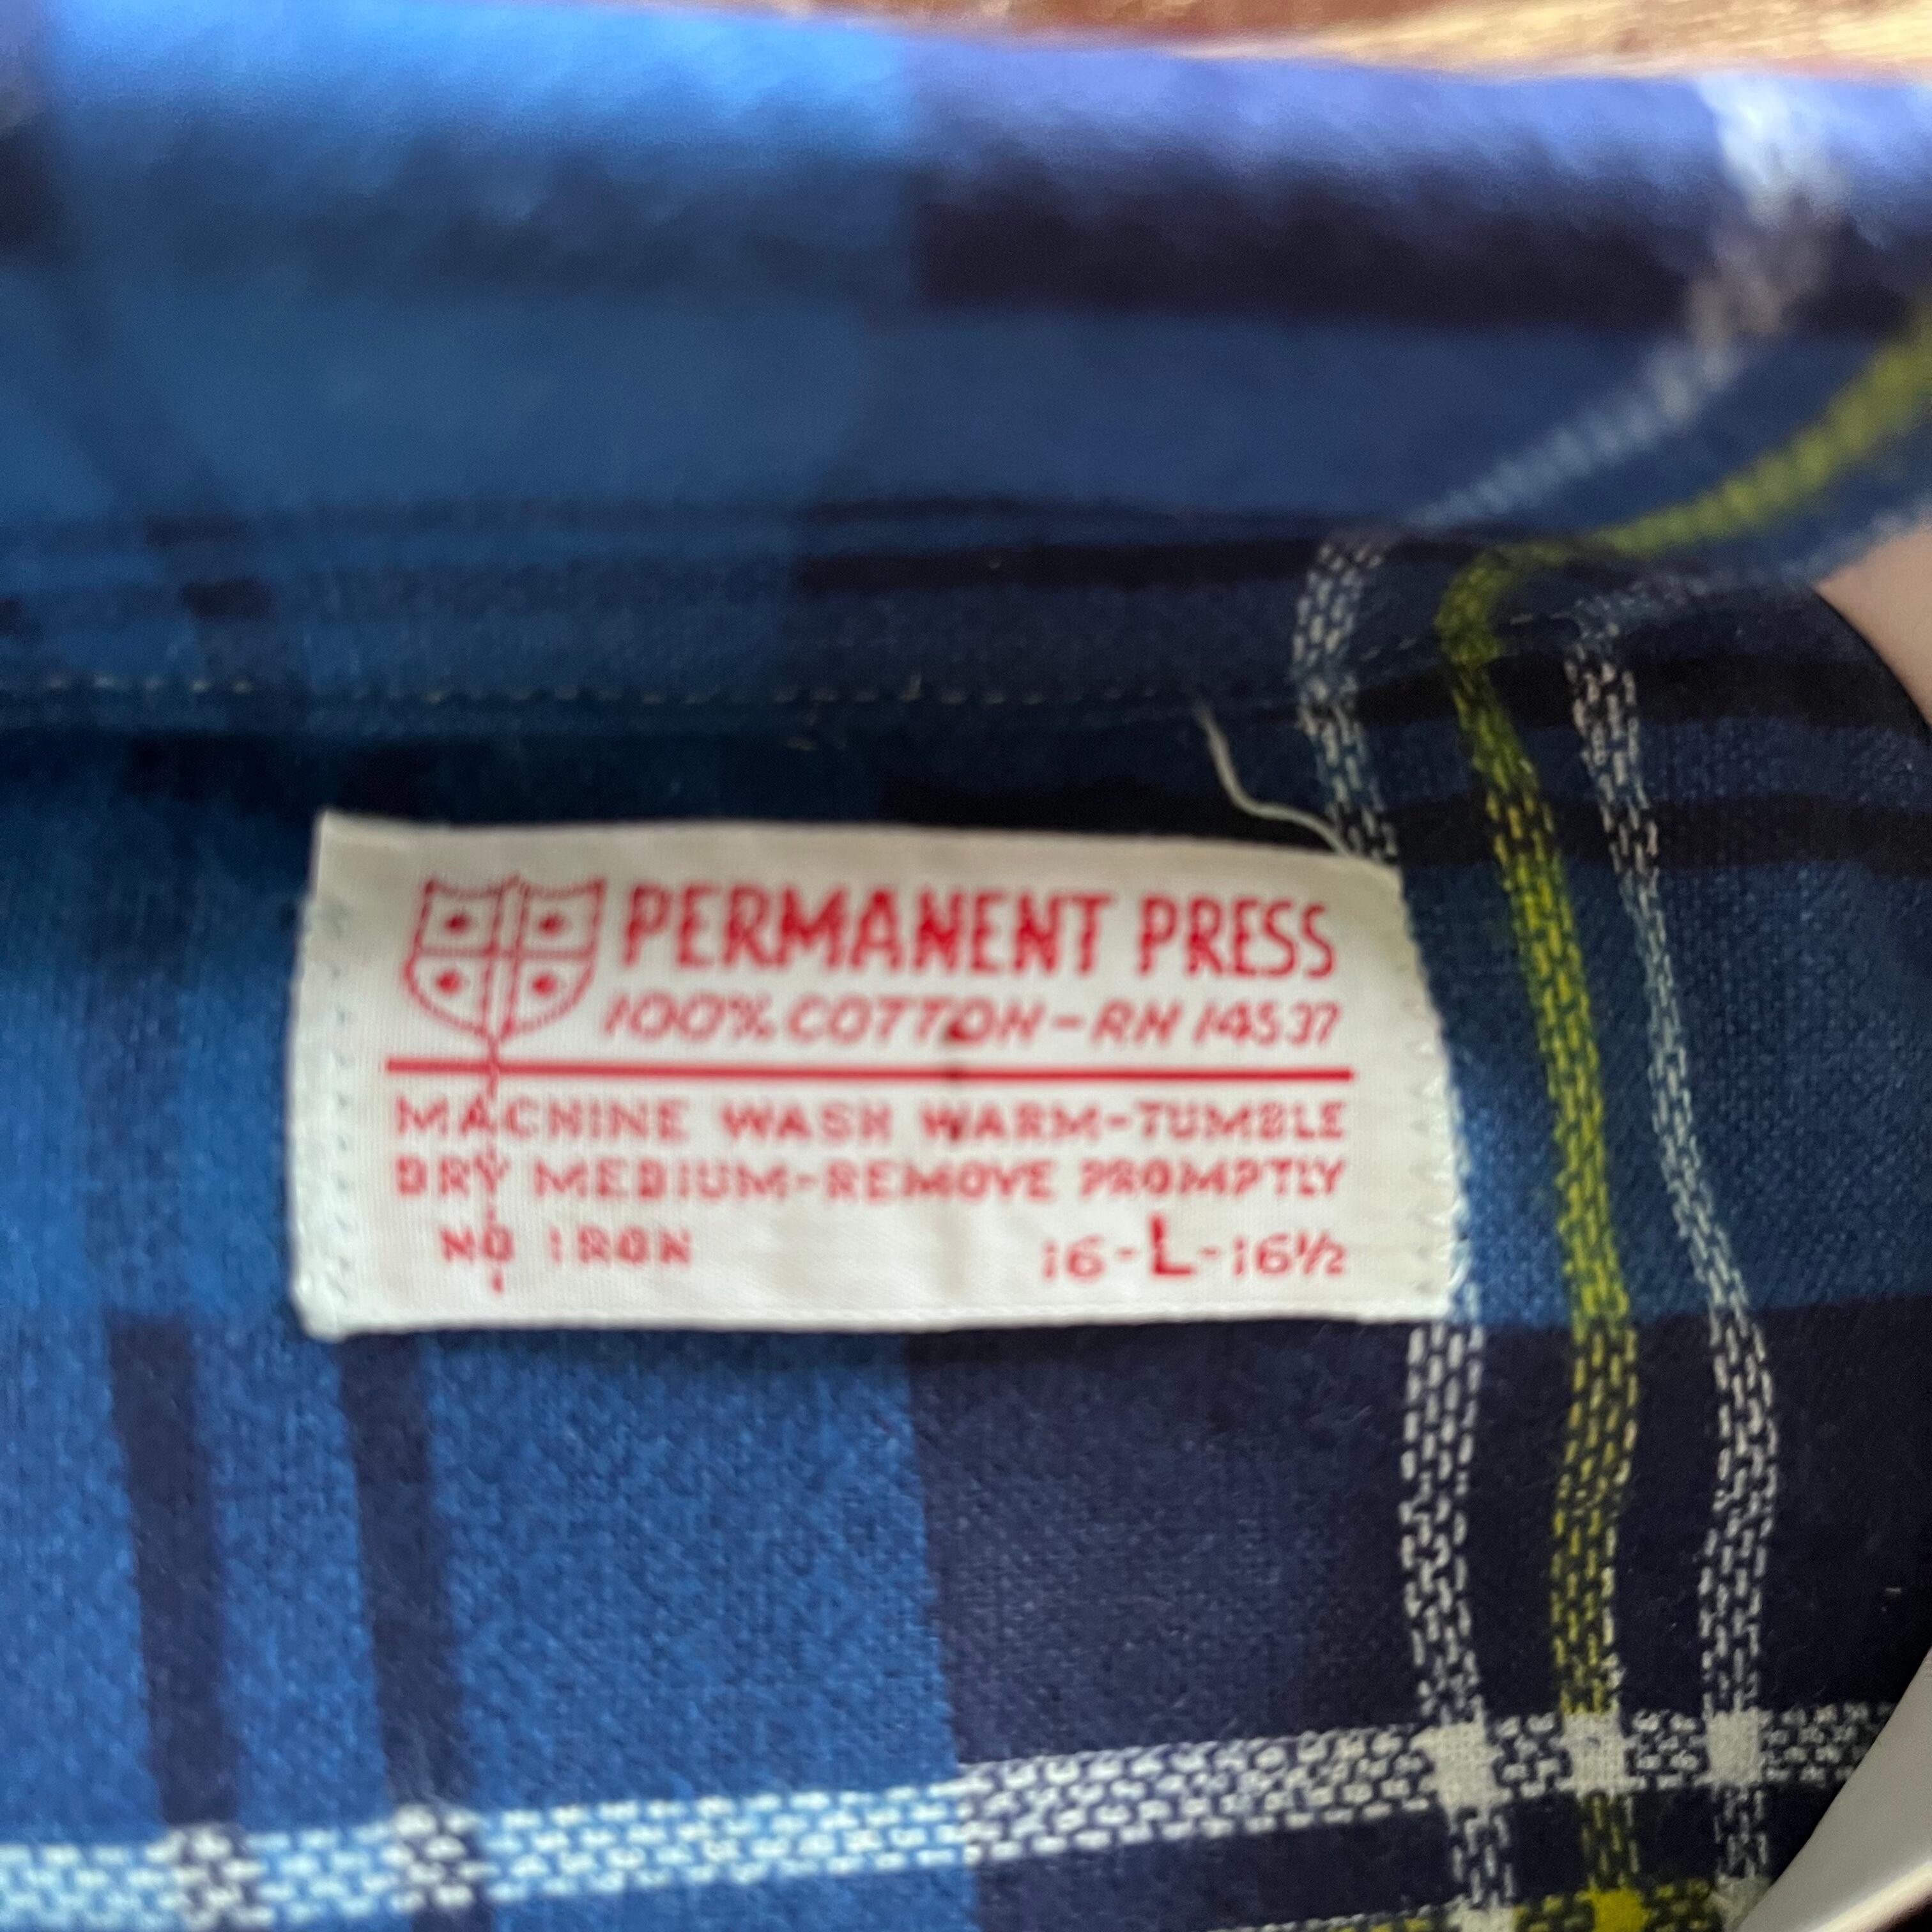 PERMANENT PRESS
100% COTTON - RN 14537
MACHINE WASH WARM-TUMBLE
DRY MEDIUM-REMOVE PROMPTLY
NO IRON 16-L-16½